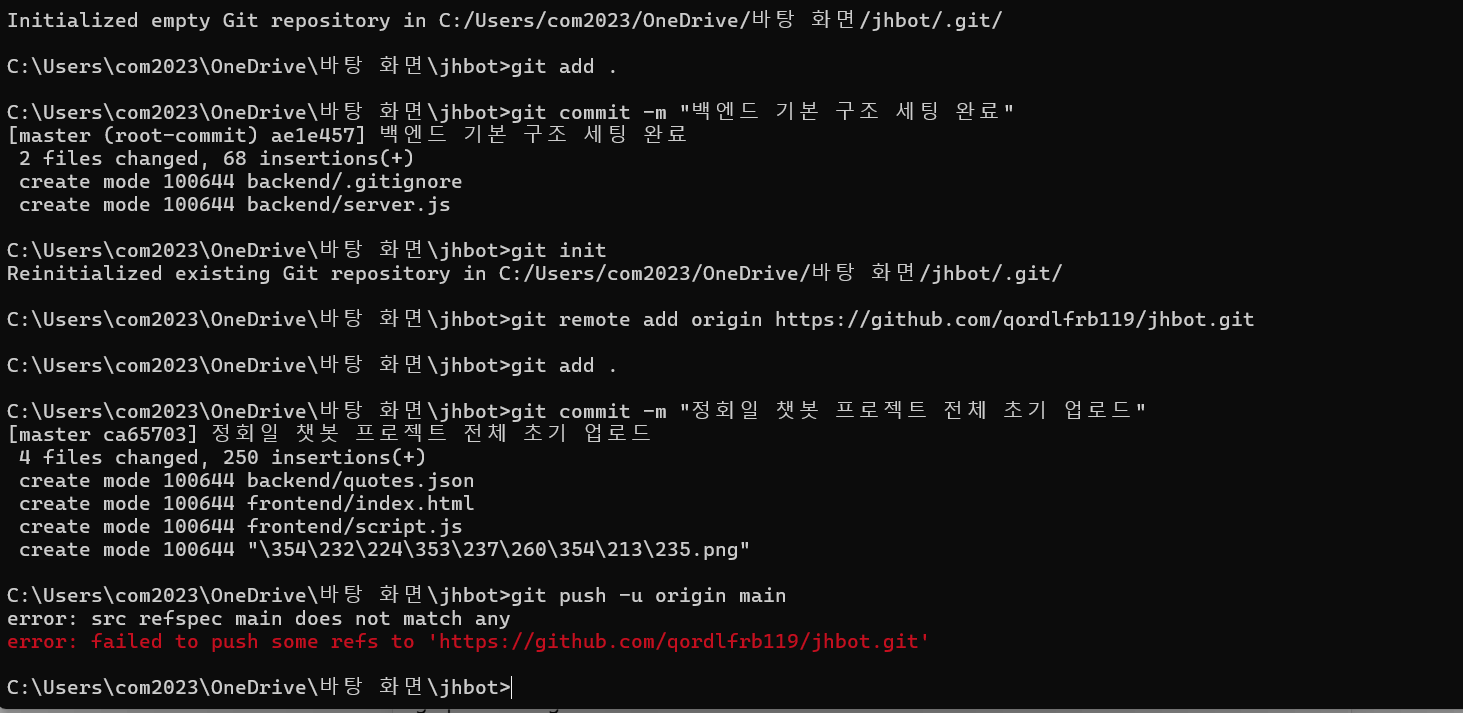 Initialized empty Git repository in C:/Users/com2023/OneDrive/바탕 화면/jhbot/.git/
C:\Users\com2023\OneDrive\바탕 화면\jhbot>git add .
C:\Users\com2023\OneDrive\바탕 화면\jhbot>git commit -m "백엔드 기본 구조 세팅 완료"
[master (root-commit) ae1e457] 백엔드 기본 구조 세팅 완료
 2 files changed, 68 insertions(+)
 create mode 100644 backend/.gitignore
 create mode 100644 backend/server.js
C:\Users\com2023\OneDrive\바탕 화면\jhbot>git init
Reinitialized existing Git repository in C:/Users/com2023/OneDrive/바탕 화면/jhbot/.git/
C:\Users\com2023\OneDrive\바탕 화면\jhbot>git remote add origin https://github.com/qordlfrb119/jhbot.git
C:\Users\com2023\OneDrive\바탕 화면\jhbot>git add .
C:\Users\com2023\OneDrive\바탕 화면\jhbot>git commit -m "정회일 챗봇 프로젝트 전체 초기 업로드"
[master ca65703] 정회일 챗봇 프로젝트 전체 초기 업로드
 4 files changed, 250 insertions(+)
 create mode 100644 backend/quotes.json
 create mode 100644 frontend/index.html
 create mode 100644 frontend/script.js
 create mode 100644 "\354\232\224\353\237\260\354\213\235.png"
C:\Users\com2023\OneDrive\바탕 화면\jhbot>git push -u origin main
error: src refspec main does not match any
error: failed to push some refs to 'https://github.com/qordlfrb119/jhbot.git'
C:\Users\com2023\OneDrive\바탕 화면\jhbot>